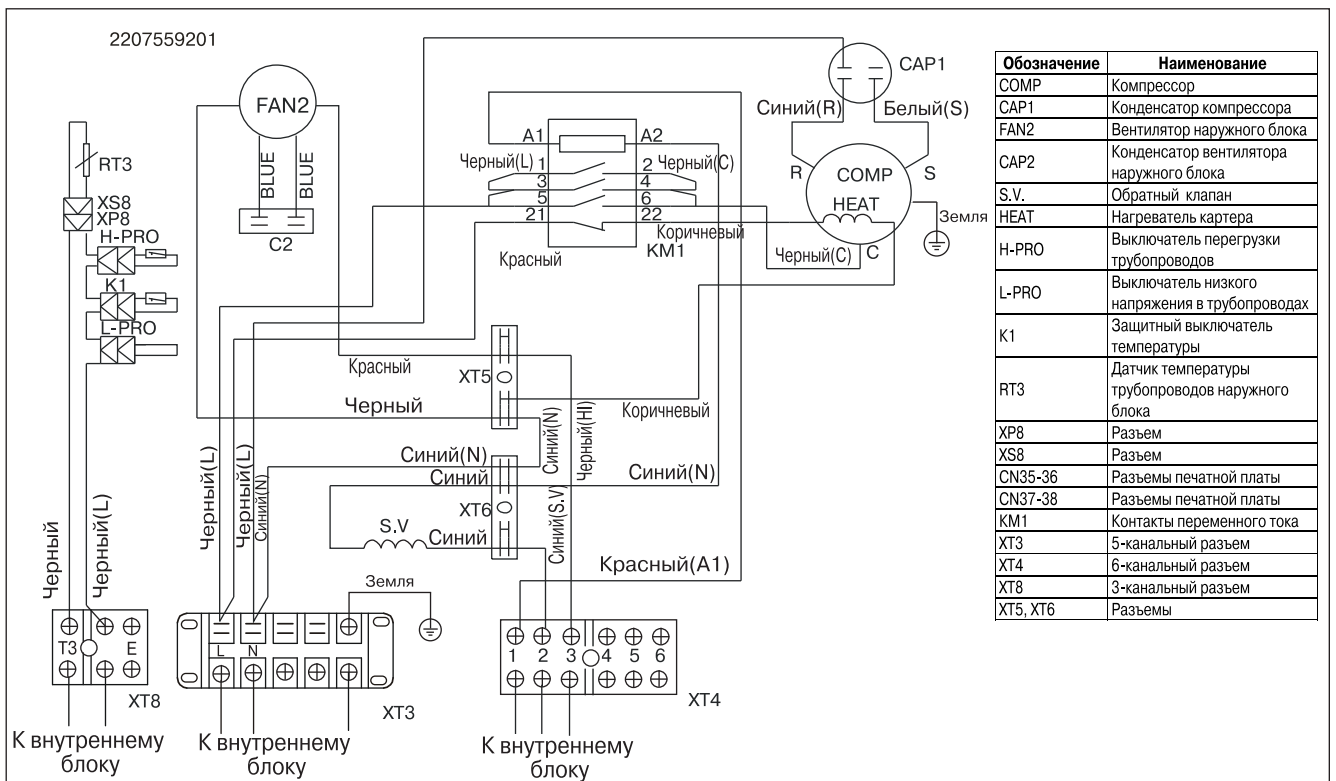 2207559201
FAN2
BLUE
BLUE
C2
RT3
XS8
XP8
H-PRO
K1
L-PRO
A1
A2
Черный(L)
1
2
Черный(C)
3
4
5
6
21
22
Красный
Коричневый
KM1
CAP1
Синий(R)
Белый(S)
R
COMP
S
HEAT
Земля
Черный(C)
C
Красный
XT5
Черный
Коричневый
Синий(N)
Черный(HI)
Синий(N)
Синий
Синий(N)
XT6
S.V
Синий
Синий(S.V)
Красный(A1)
Черный
Черный(L)
Черный(L)
Черный(L)
Синий(N)
Земля
T3
E
XT8
L
N
XT3
1
2
3
4
5
6
XT4
К внутреннему
блоку
К внутреннему
блоку
К внутреннему
блоку
Обозначение Наименование
COMP Компрессор
CAP1 Конденсатор компрессора
FAN2 Вентилятор наружного блока
CAP2 Конденсатор вентилятора
наружного блока
S.V. Обратный клапан
HEAT Нагреватель картера
H-PRO Выключатель перегрузки
трубопроводов
L-PRO Выключатель низкого
напряжения в трубопроводах
K1 Защитный выключатель
температуры
RT3 Датчик температуры
трубопроводов наружного
блока
XP8 Разъем
XS8 Разъем
CN35-36 Разъемы печатной платы
CN37-38 Разъемы печатной платы
KM1 Контакты переменного тока
XT3 5-канальный разъем
XT4 6-канальный разъем
XT8 3-канальный разъем
XT5, XT6 Разъемы